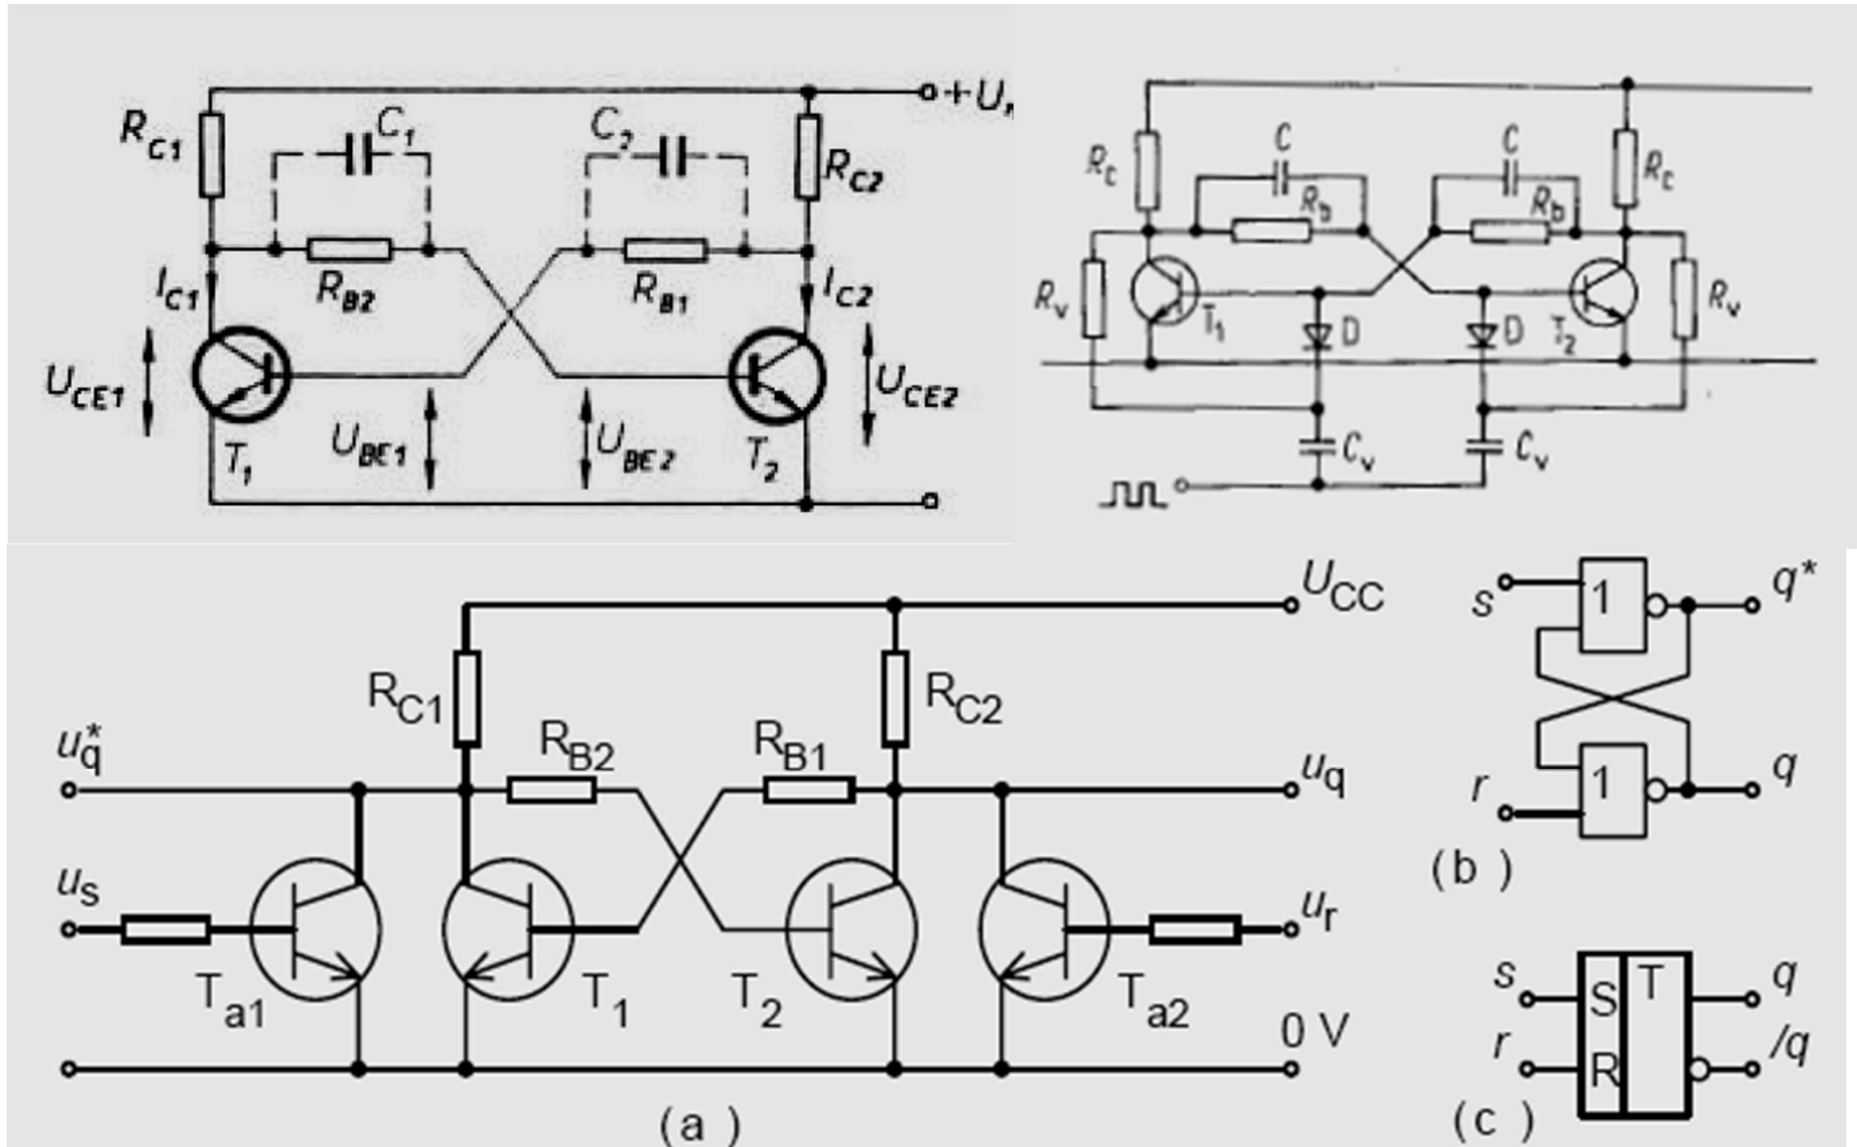 +U
R_C1
C_1
C_2
R_C2
I_C1
R_B2
R_B1
I_C2
U_CE1
T_1
U_BE1
U_BE2
T_2
U_CE2
C
C
R_c
R_b
R_b
R_c
R_v
T_1
D
D
T_2
R_v
C_v
C_v
U_CC
R_C1
R_C2
u_q*
R_B2
R_B1
u_q
u_s
u_r
T_a1
T_1
T_2
T_a2
0 V
(a)
s
1
q*
r
1
q
(b)
s
S
T
q
r
R
/q
(c)